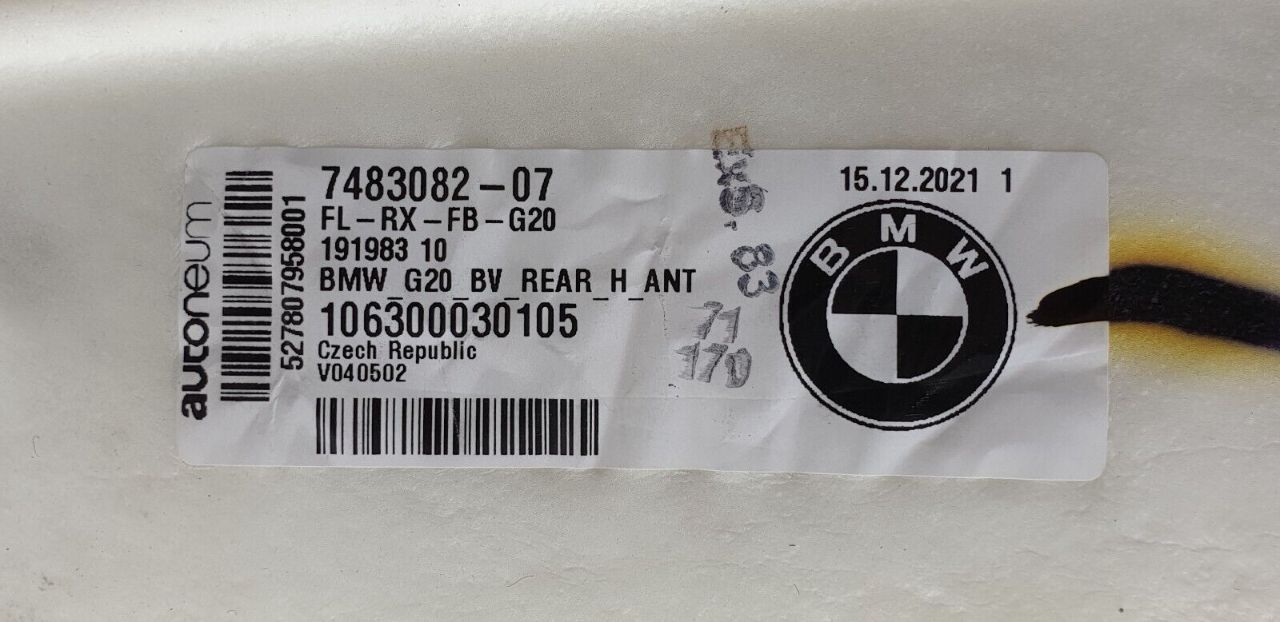 autoneum
527807958001
7483082-07
FL-RX-FB-G20
191983 10
BMW_G20_BV_REAR_H_ANT
106300030105
Czech Republic
V040502
83
71
170
15.12.2021 1
BMW